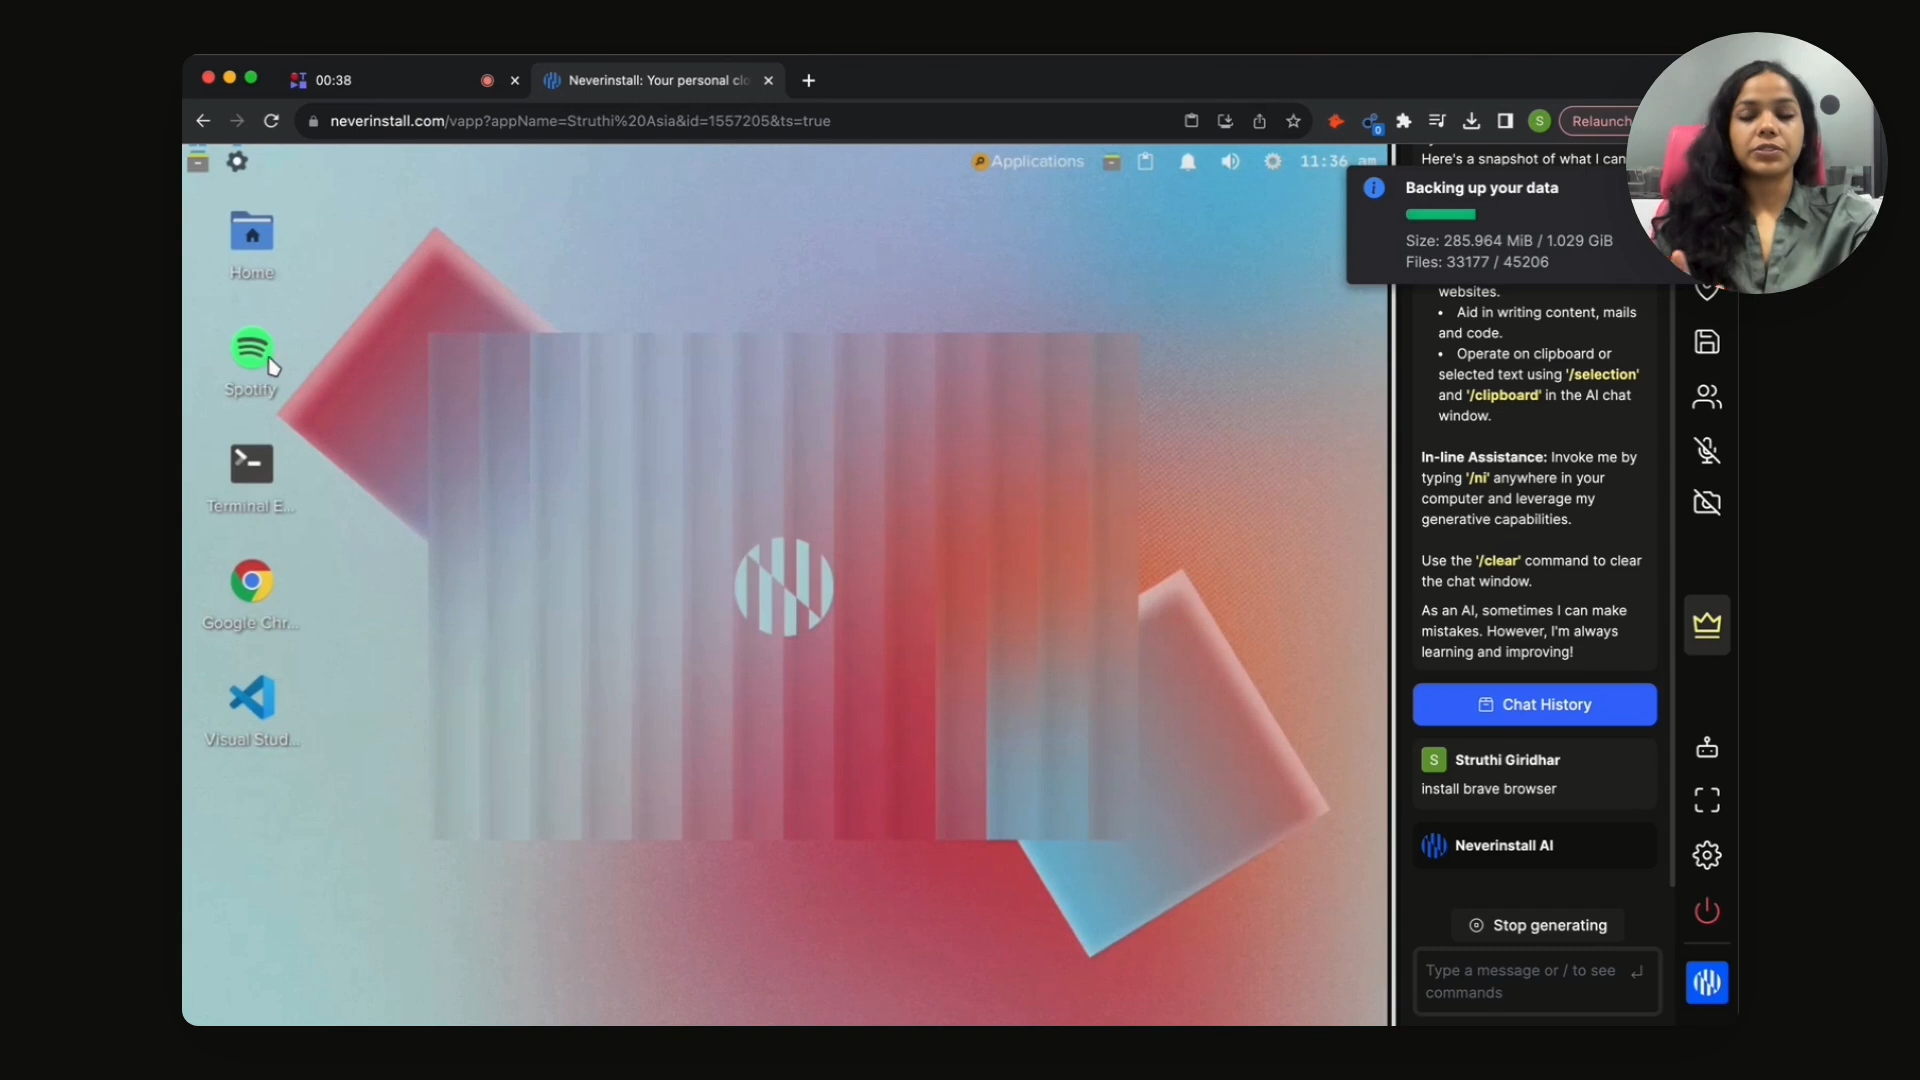 00:38
Neverinstall: Your personal clo
neverinstall.com/vapp?appName=Struthi%20Asia&id=1557205&ts=true
0
S
Relaunch
Applications
11:36 am
Here's a snapshot of what I can
Backing up your data
Size: 285.964 MiB / 1.029 GiB
Files: 33177 / 45206
Home
Spotify
Terminal E...
Google Chr...
Visual Stud...
websites.
• Aid in writing content, mails
and code.
• Operate on clipboard or
selected text using '/selection'
and '/clipboard' in the AI chat
window.
In-line Assistance: Invoke me by
typing '/ni' anywhere in your
computer and leverage my
generative capabilities.
Use the '/clear' command to clear
the chat window.
As an AI, sometimes I can make
mistakes. However, I'm always
learning and improving!
Chat History
S
Struthi Giridhar
install brave browser
Neverinstall AI
Stop generating
Type a message or / to see
commands